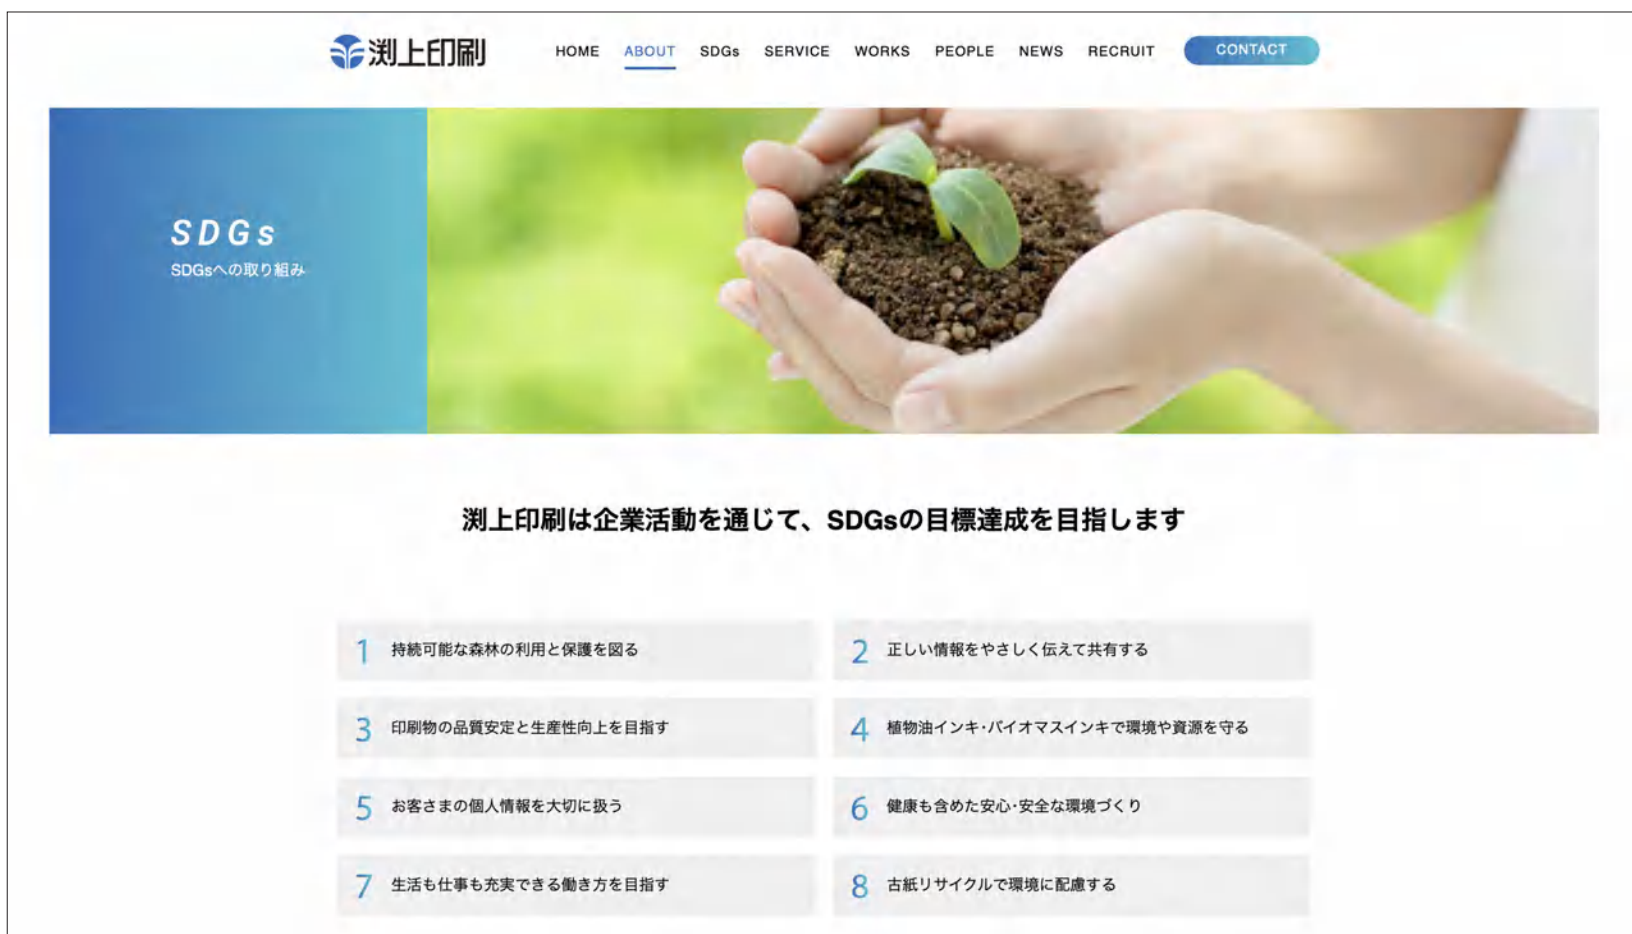 渕上印刷
HOME ABOUT SDGs SERVICE WORKS PEOPLE NEWS RECRUIT CONTACT
SDGs
SDGsへの取り組み
渕上印刷は企業活動を通じて、SDGsの目標達成を目指します
1 持続可能な森林の利用と保護を図る
2 正しい情報をやさしく伝えて共有する
3 印刷物の品質安定と生産性向上を目指す
4 植物油インキ・バイオマスインキで環境や資源を守る
5 お客さまの個人情報を大切に扱う
6 健康も含めた安心・安全な環境づくり
7 生活も仕事も充実できる働き方を目指す
8 古紙リサイクルで環境に配慮する